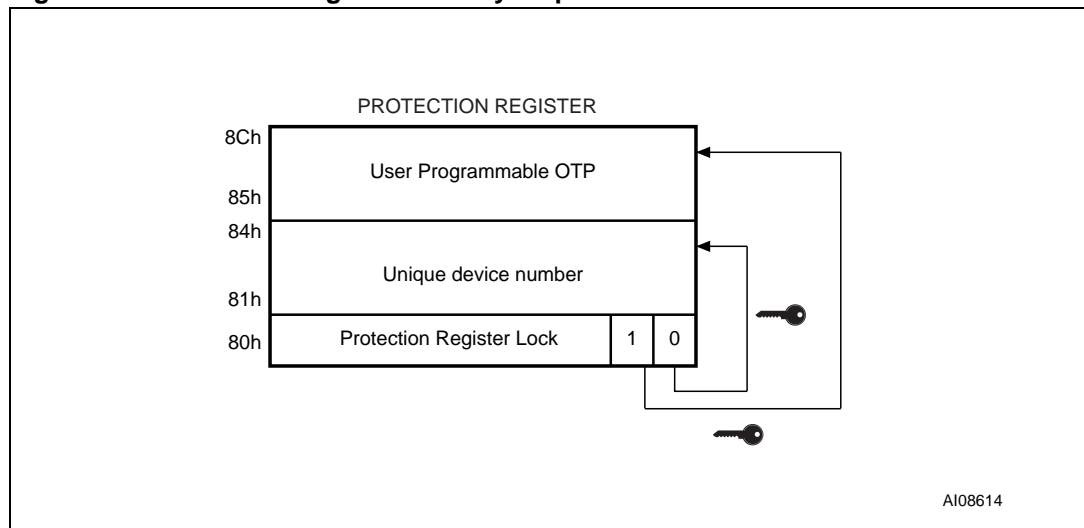 PROTECTION REGISTER
8Ch
User Programmable OTP
85h
84h
Unique device number
81h
80h
Protection Register Lock
1
0
AI08614